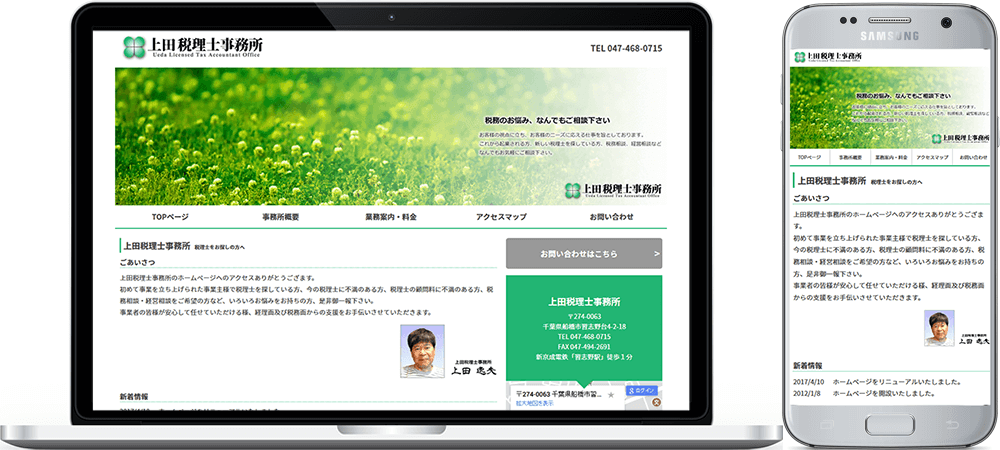 上田税理士事務所
Ueda Licensed Tax Accountant Office
TEL 047-468-0715
税務のお悩み、なんでもご相談下さい
お客様の視点に立ち、お客様のニーズに応える仕事を旨としております。
これから起業される方、新しい税理士を探している方、税務相談、経営相談など
なんでもお気軽にご相談下さい。
上田税理士事務所
Ueda Licensed Tax Accountant Office
TOPページ
事務所概要
業務案内・料金
アクセスマップ
お問い合わせ
上田税理士事務所 税理士をお探しの方へ
ごあいさつ
上田税理士事務所のホームページへのアクセスありがとうござます。
初めて事業を立ち上げられた事業主様で税理士を探している方、今の税理士に不満のある方、税理士の顧問料に不満のある方、税
務相談・経営相談をご希望の方など、いろいろお悩みをお持ちの方、是非御一報下さい。
事業者の皆様が安心して任せていただける様、経理面及び税務面からの支援をお手伝いさせていただきます。
上田税理士事務所
上田 忠夫
新着情報
お問い合わせはこちら >
上田税理士事務所
〒274-0063
千葉県船橋市習志野台4-2-18
TEL 047-468-0715
FAX 047-494-2691
新京成電鉄「習志野駅」徒歩１分
〒274-0063 千葉県船橋市習...
拡大地図を表示
ログイン
SAMSUNG
上田税理士事務所
税務のお悩み、なんでもご相談下さい
上田税理士事務所
TOPページ
事務所概要
業務案内・料金
アクセスマップ
お問い合わせ
上田税理士事務所 税理士をお探しの方へ
ごあいさつ
上田税理士事務所のホームページへのアクセスありがとうござま
す。
初めて事業を立ち上げられた事業主様で税理士を探している方、
今の税理士に不満のある方、税理士の顧問料に不満のある方、税
務相談・経営相談をご希望の方など、いろいろお悩みをお持ちの
方、是非御一報下さい。
事業者の皆様が安心して任せていただける様、経理面及び税務面
からの支援をお手伝いさせていただきます。
上田税理士事務所
上田 忠夫
新着情報
2017/4/10 ホームページをリニューアルいたしました。
2012/1/8 ホームページを開設いたしました。